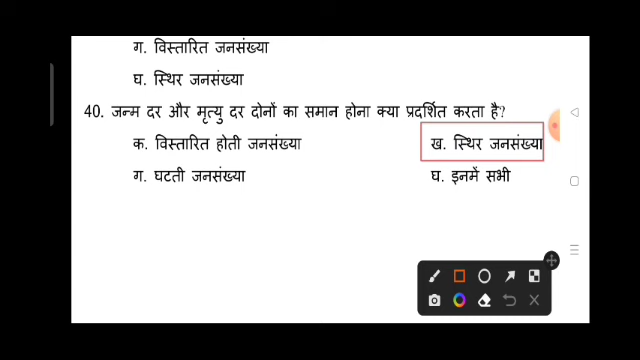 ग. विस्तारित जनसंख्या
घ. स्थिर जनसंख्या
40. जन्म दर और मृत्यु दर दोनों का समान होना क्या प्रदर्शित करता है?
क. विस्तारित होती जनसंख्या ख. स्थिर जनसंख्या
ग. घटती जनसंख्या घ. इनमें सभी